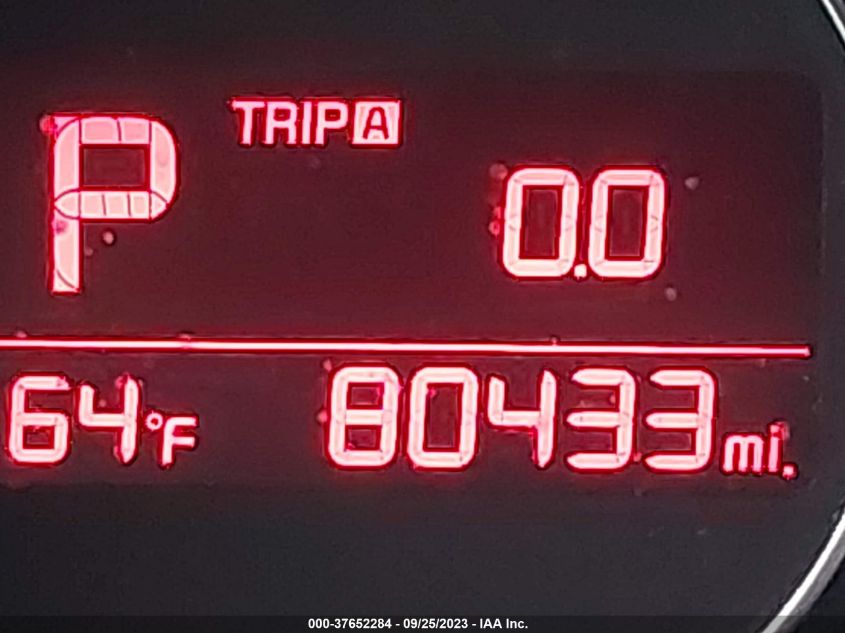 P TRIP A
0.0
64°F 80433 mi.
000-37652284 - 09/25/2023 - IAA Inc.